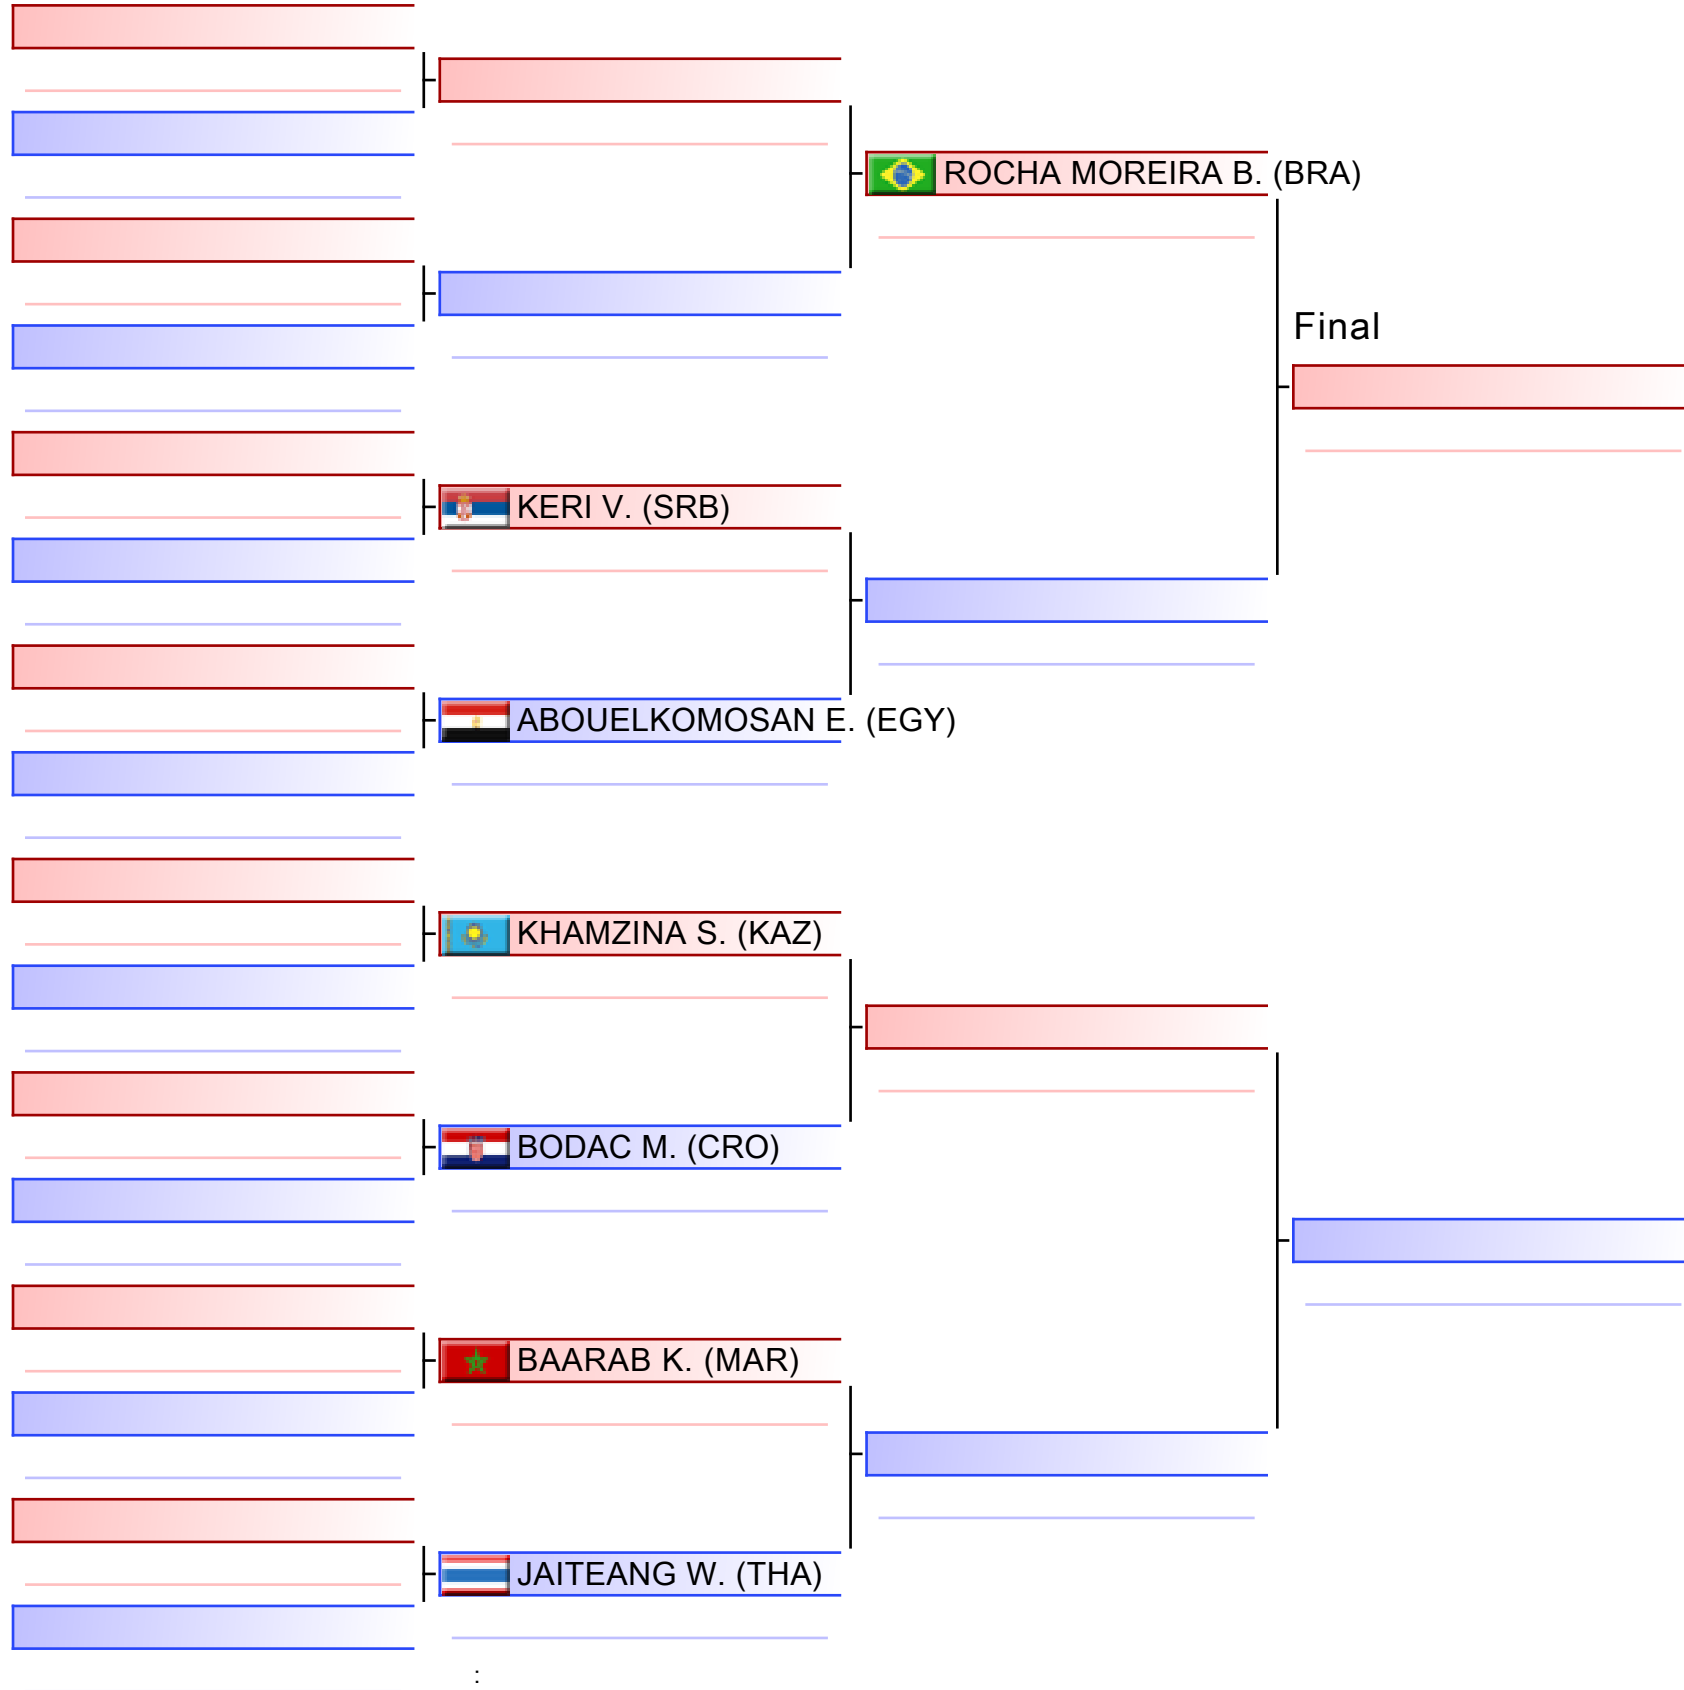 ROCHA MOREIRA B. (BRA)
Final
KERI V. (SRB)
ABOUELKOMOSAN E. (EGY)
KHAMZINA S. (KAZ)
BODAC M. (CRO)
BAARAB K. (MAR)
JAITEANG W. (THA)
: